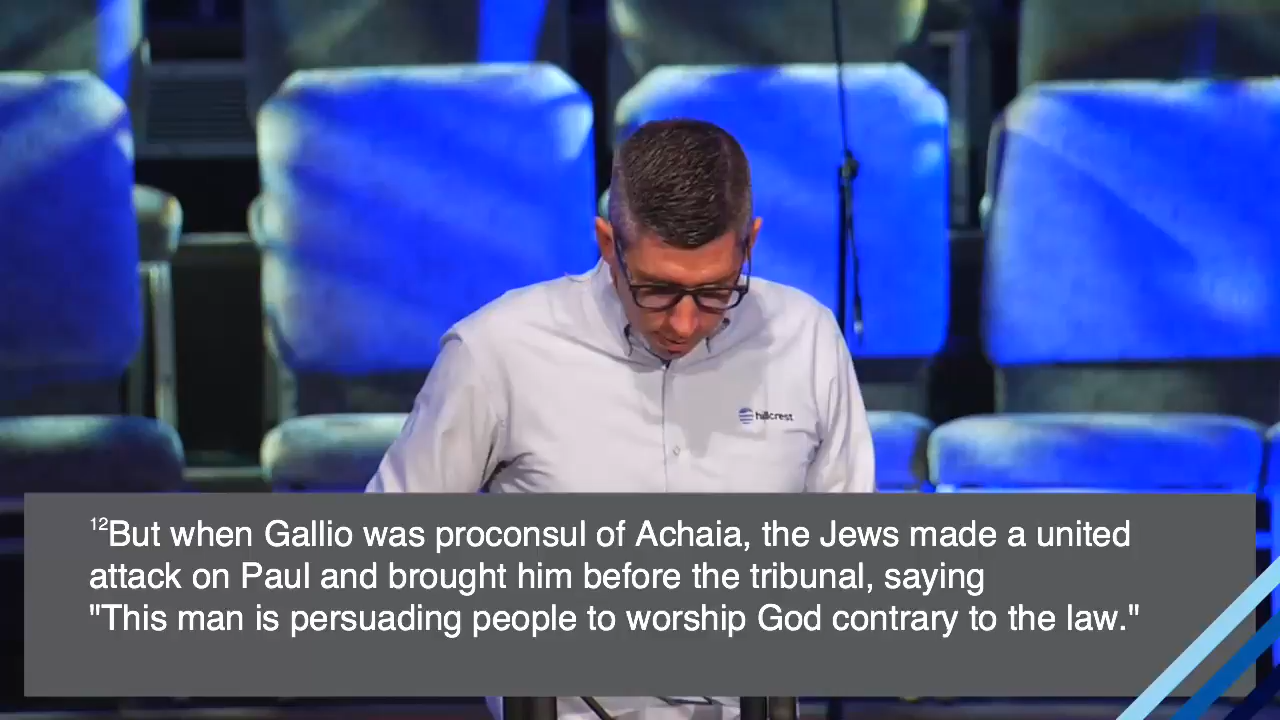 hillcrest
¹²But when Gallio was proconsul of Achaia, the Jews made a united
attack on Paul and brought him before the tribunal, saying
"This man is persuading people to worship God contrary to the law."